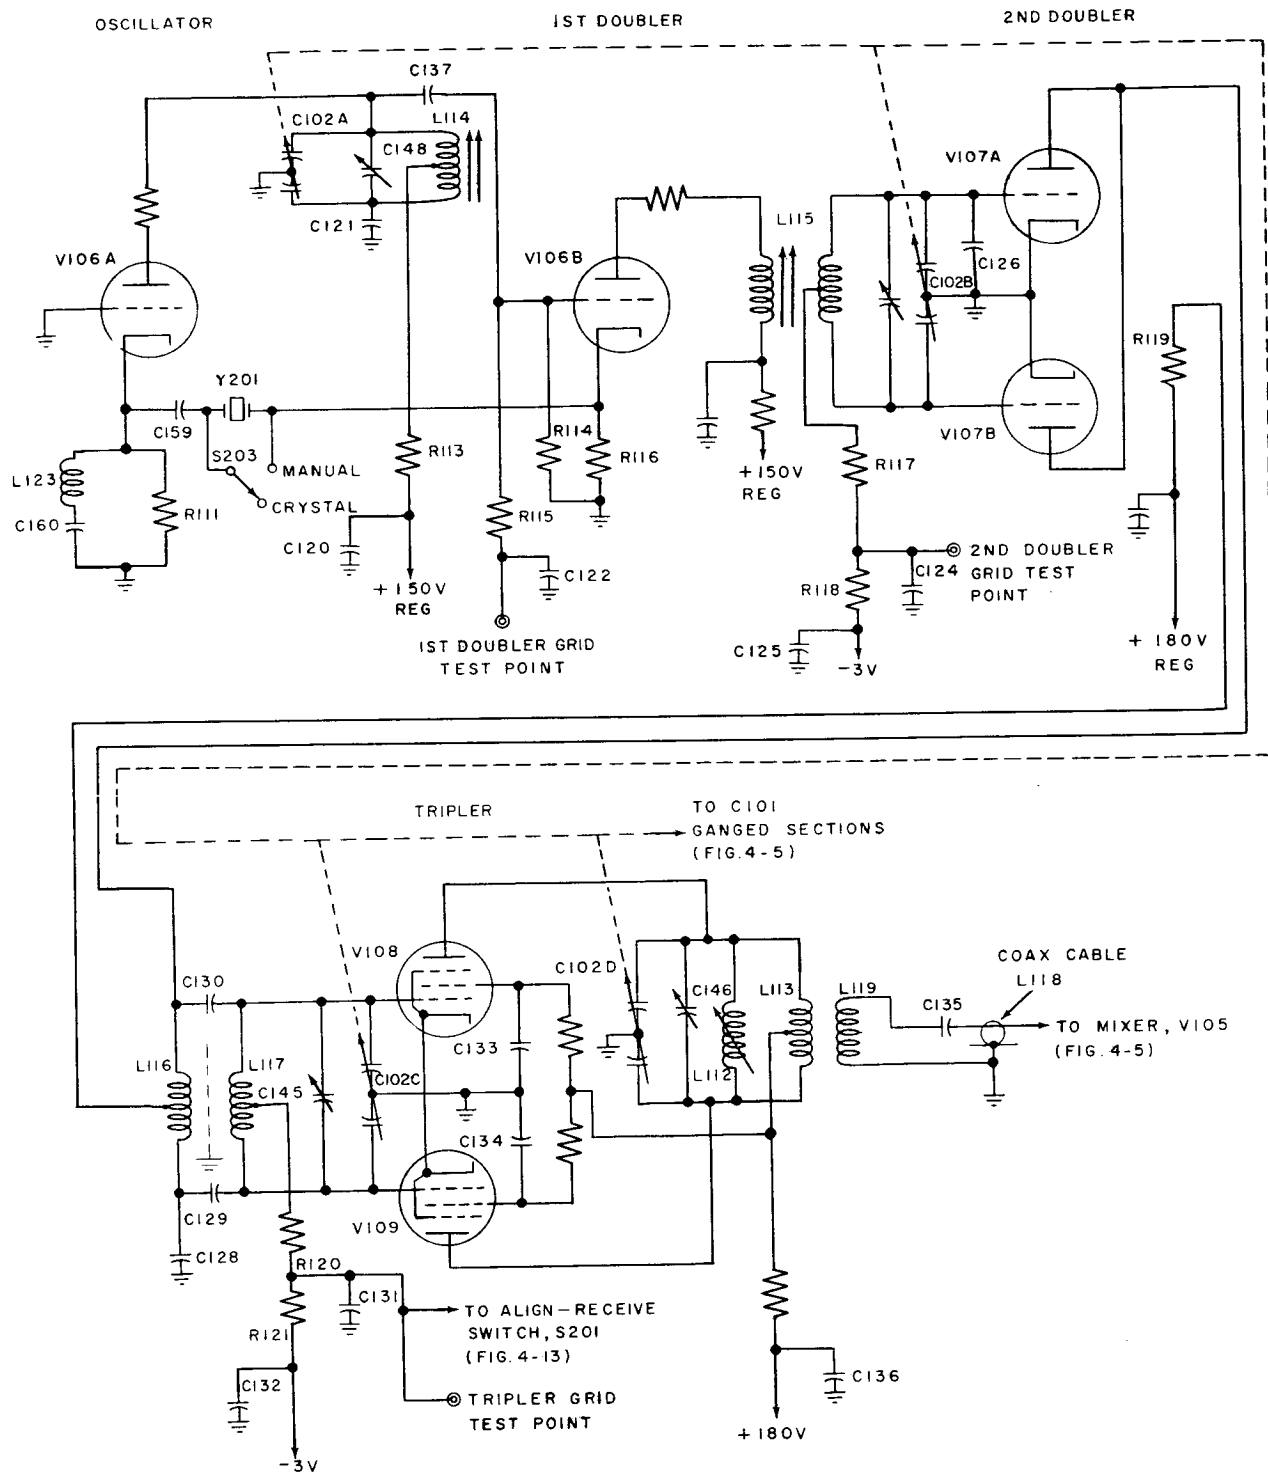 OSCILLATOR
1ST DOUBLER
2ND DOUBLER
C137
C102A
L114
C148
C121
V106A
V106B
L115
V107A
C126
C102B
R119
V107B
Y201
C159
S203
MANUAL
CRYSTAL
L123
C160
R111
R113
R114
R116
R115
C120
+150V
REG
C122
1ST DOUBLER GRID
TEST POINT
+150V
REG
R117
2ND DOUBLER
GRID TEST
POINT
C124
R118
C125
-3V
+180V
REG
TRIPLER
TO C101
GANGED SECTIONS
(FIG. 4-5)
V108
C130
C102D
C146
L113
L119
COAX CABLE
L118
C135
TO MIXER, V105
(FIG. 4-5)
L116
L117
C145
C102C
C133
L112
C134
C129
V109
C128
R120
C131
TO ALIGN-RECEIVE
SWITCH, S201
(FIG. 4-13)
R121
C132
TRIPLER GRID
TEST POINT
C136
+180V
-3V